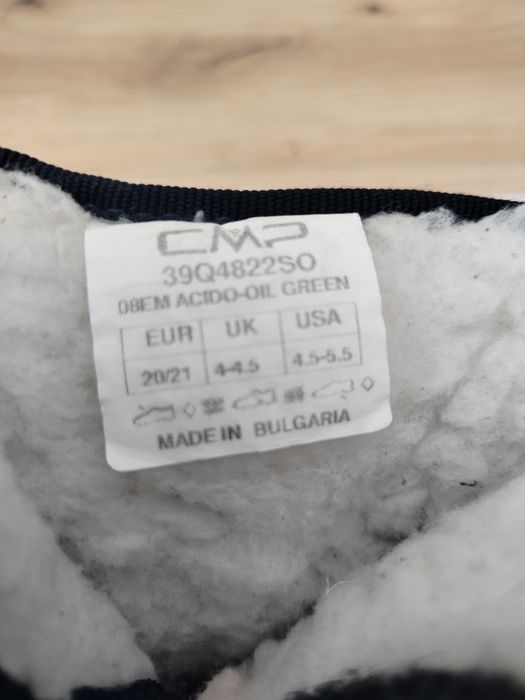 CMP
39Q4822SO
08EM ACIDO-OIL GREEN
EUR UK USA
20/21 4-4.5 4.5-5.5
MADE IN BULGARIA